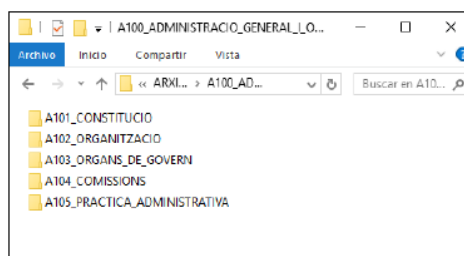 A100_ADMINISTRACIO_GENERAL_I_O...
Archivo Inicio Compartir Vista
« ARXI... > A100_AD...
Buscar en A10...
A101_CONSTITUCIO
A102_ORGANITZACIO
A103_ORGANS_DE_GOVERN
A104_COMISSIONS
A105_PRACTICA_ADMINISTRATIVA